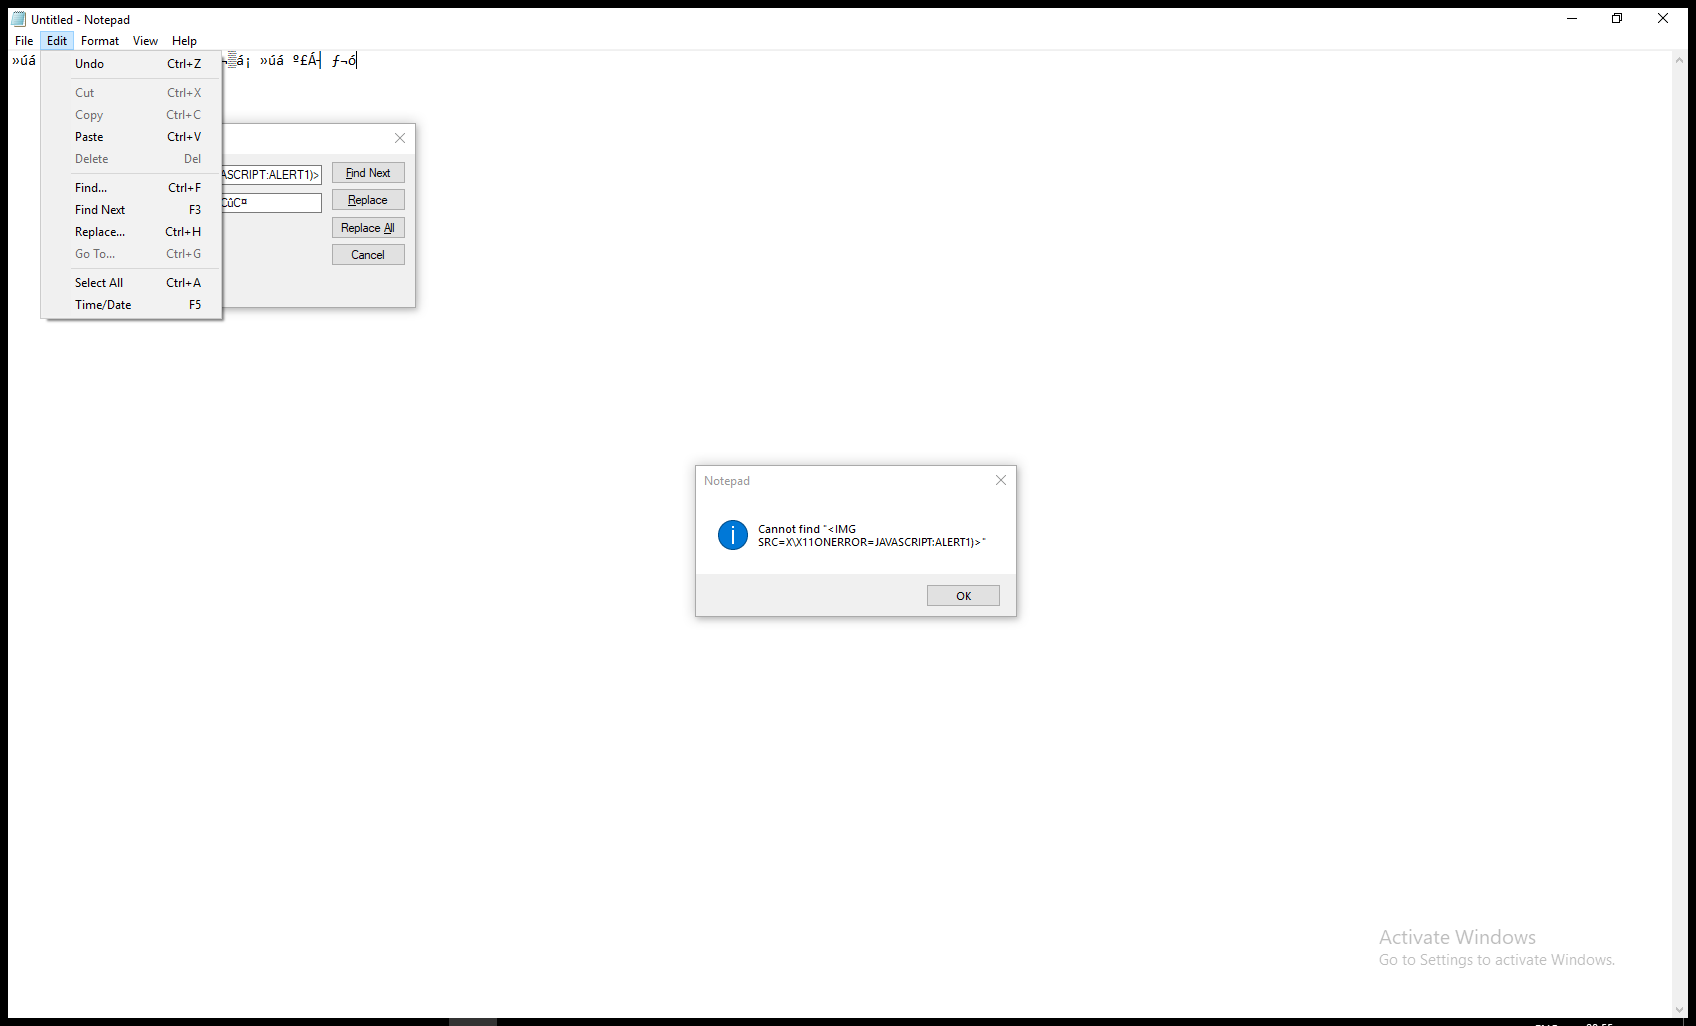 Untitled - Notepad
File Edit Format View Help
»úá á¡ »úá º£Á┤ ƒ¬ó
Undo Ctrl+Z
Cut Ctrl+X
Copy Ctrl+C
Paste Ctrl+V
Delete Del
Find... Ctrl+F
Find Next F3
Replace... Ctrl+H
Go To... Ctrl+G
Select All Ctrl+A
Time/Date F5
ASCRIPT:ALERT1)> Find Next
CûC¤ Replace
Replace All
Cancel
Notepad
Cannot find "<IMG
SRC=X\X11ONERROR=JAVASCRIPT:ALERT1)>"
OK
Activate Windows
Go to Settings to activate Windows.